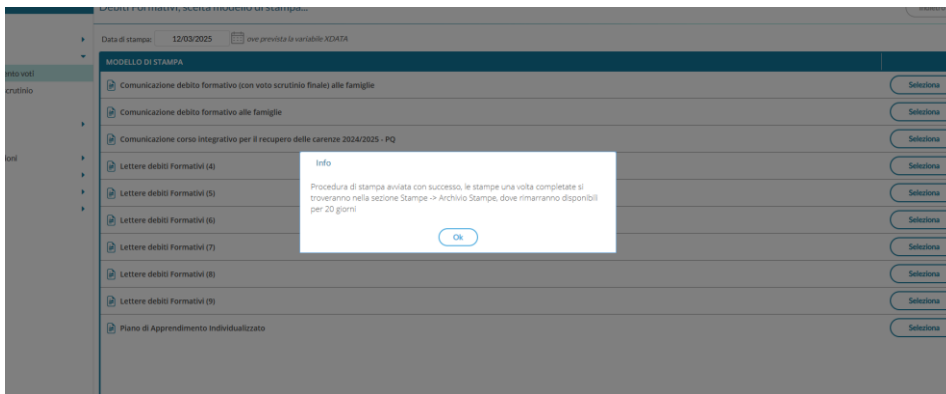 Debiti Formativi, scelta modello di stampa...
Data di stampa: 12/03/2025 ove prevista la variabile XDATA
MODELLO DI STAMPA
ento voti
Comunicazione debito formativo (con voto scrutinio finale) alle famiglie Seleziona
crutinio
Comunicazione debito formativo alle famiglie Seleziona
Comunicazione corso integrativo per il recupero delle carenze 2024/2025 - PQ Seleziona
ioni
Lettere debiti Formativi (4) Seleziona
Info
Procedura di stampa avviata con successo, le stampe una volta completate si
troveranno nella sezione Stampe -> Archivio Stampe, dove rimarranno disponibili
per 20 giorni
Ok
Lettere debiti Formativi (5) Seleziona
Lettere debiti Formativi (6) Seleziona
Lettere debiti Formativi (7) Seleziona
Lettere debiti Formativi (8) Seleziona
Lettere debiti Formativi (9) Seleziona
Piano di Apprendimento Individualizzato Seleziona